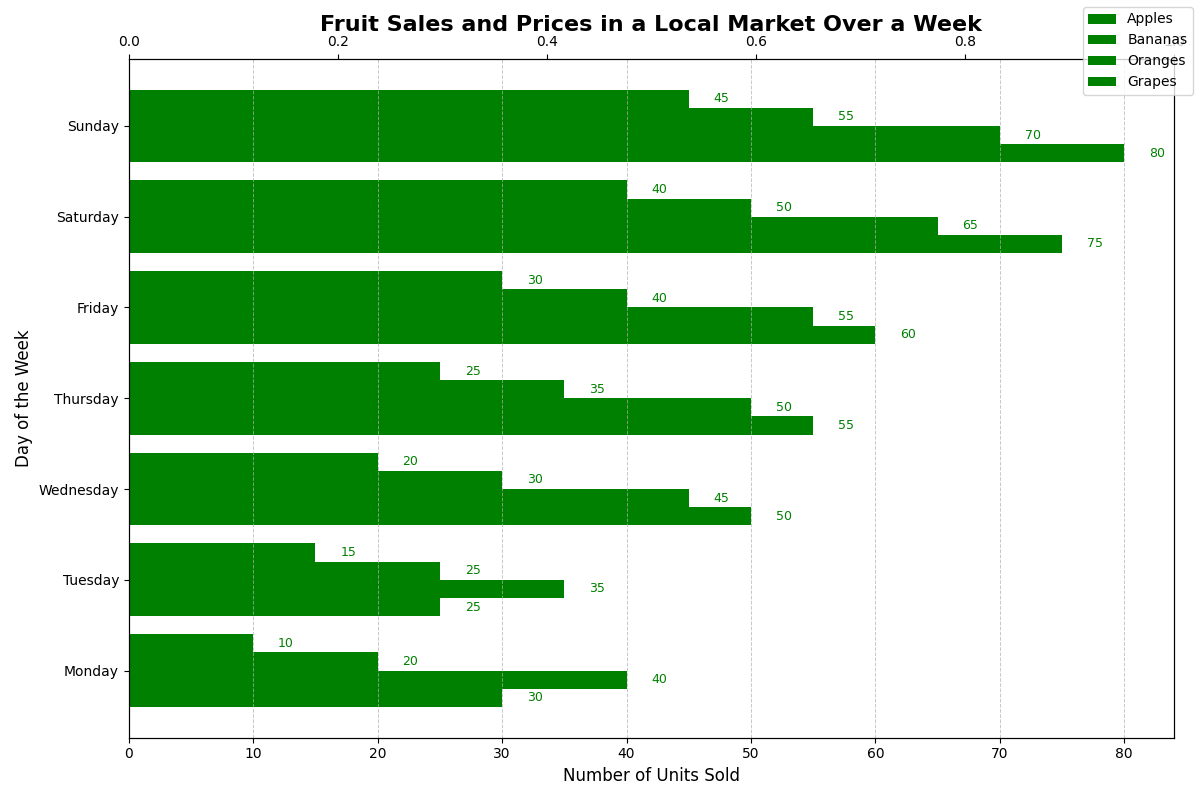 Fruit Sales and Prices in a Local Market Over a Week
Apples
Bananas
Oranges
Grapes
0.0 0.2 0.4 0.6 0.8
Day of the Week
Sunday
45
55
70
80
Saturday
40
50
65
75
Friday
30
40
55
60
Thursday
25
35
50
55
Wednesday
20
30
45
50
Tuesday
15
25
35
25
Monday
10
20
40
30
0 10 20 30 40 50 60 70 80
Number of Units Sold